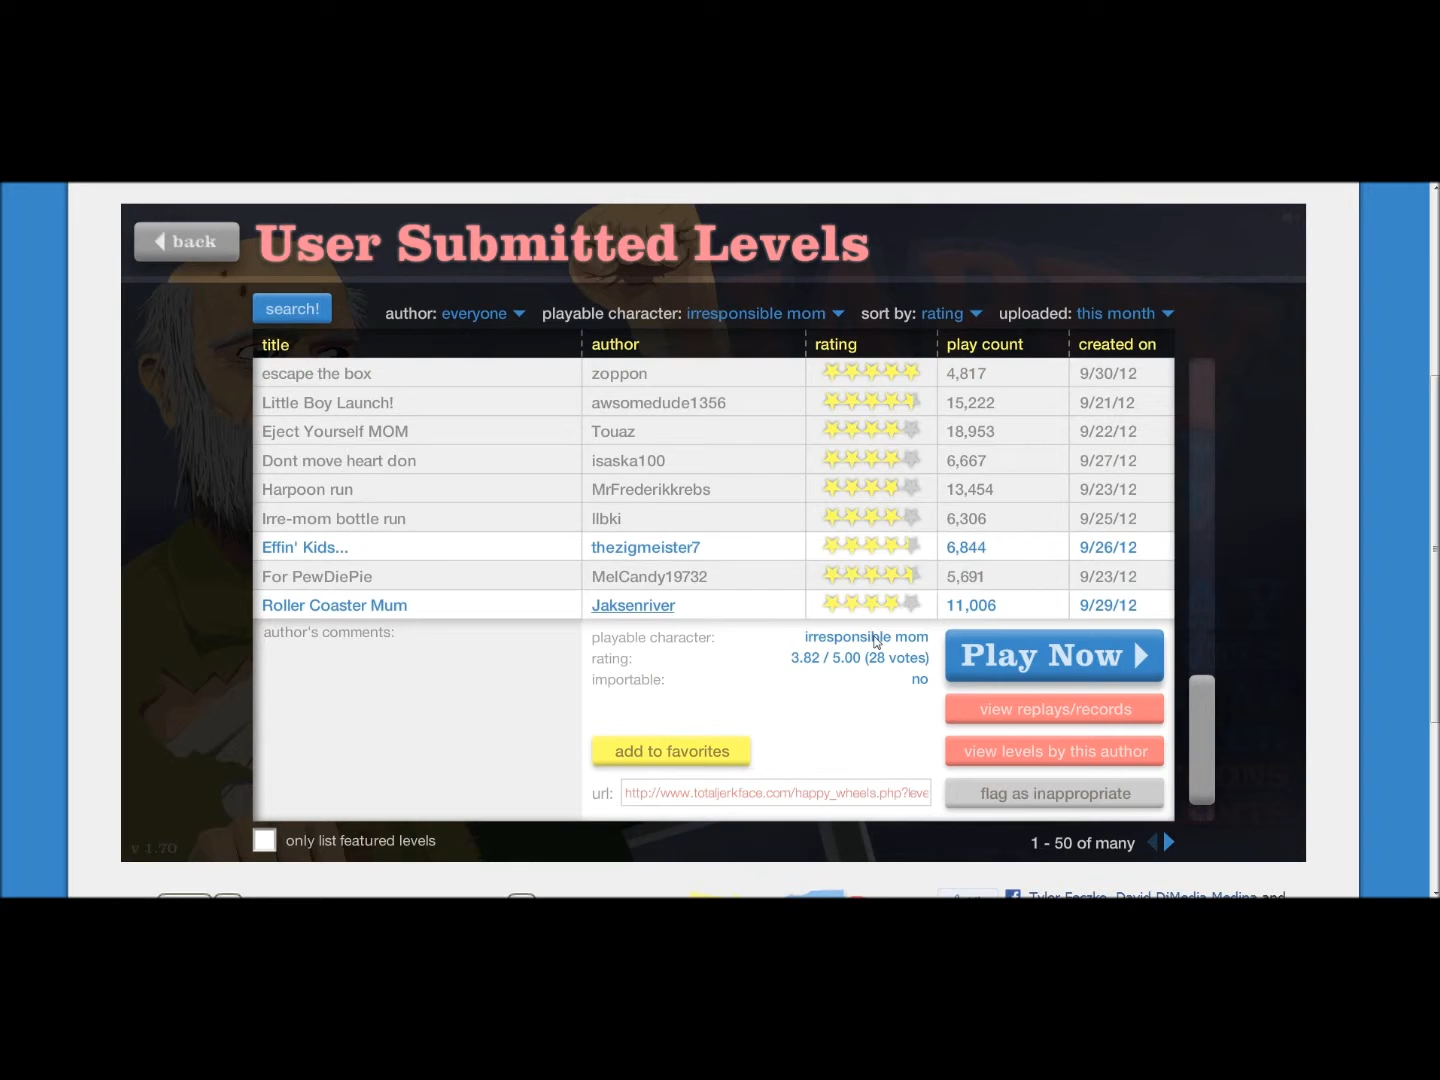 back
User Submitted Levels
search! author: everyone playable character: irresponsible mom sort by: rating uploaded: this month
title author rating play count created on
escape the box zoppon 4,817 9/30/12
Little Boy Launch! awsomedude1356 15,222 9/21/12
Eject Yourself MOM Touaz 18,953 9/22/12
Dont move heart don isaska100 6,667 9/27/12
Harpoon run MrFrederikkrebs 13,454 9/23/12
Irre-mom bottle run 6,306 9/25/12
Effin' Kids... thezigmeister7 6,844 9/26/12
For PewDiePie MelCandy19732 5,691 9/23/12
Roller Coaster Mum Jaksenriver 11,006 9/29/12
author's comments:
playable character: irresponsible mom
rating: 3.82 / 5.00 (28 votes)
importable: no
Play Now
view replays/records
add to favorites
view levels by this author
url: http://www.totaljerkface.com/happy_wheels.php?leve
flag as inappropriate
only list featured levels
1 - 50 of many
v 1.70